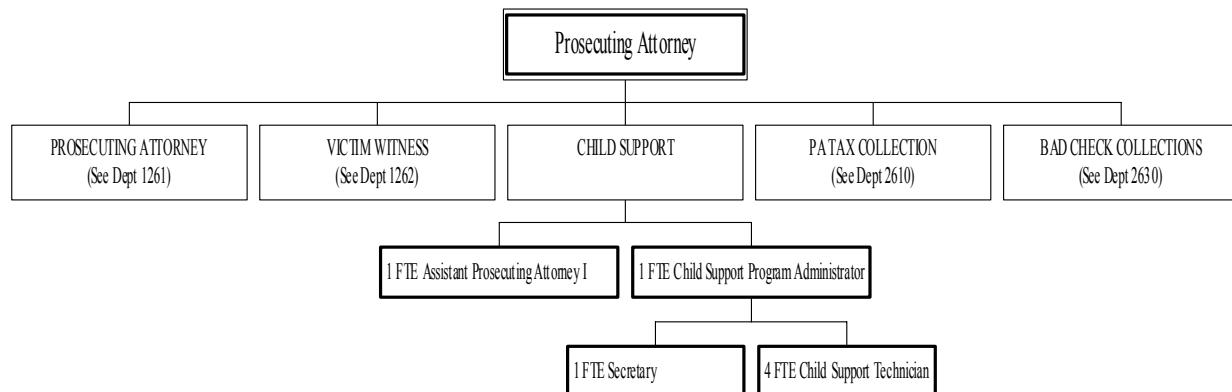 Prosecuting Attorney
PROSECUTING ATTORNEY
(See Dept 1261)
VICTIM WITNESS
(See Dept 1262)
CHILD SUPPORT
PA TAX COLLECTION
(See Dept 2610)
BAD CHECK COLLECTIONS
(See Dept 2630)
1 FTE Assistant Prosecuting Attorney I
1 FTE Child Support Program Administrator
1 FTE Secretary
4 FTE Child Support Technician